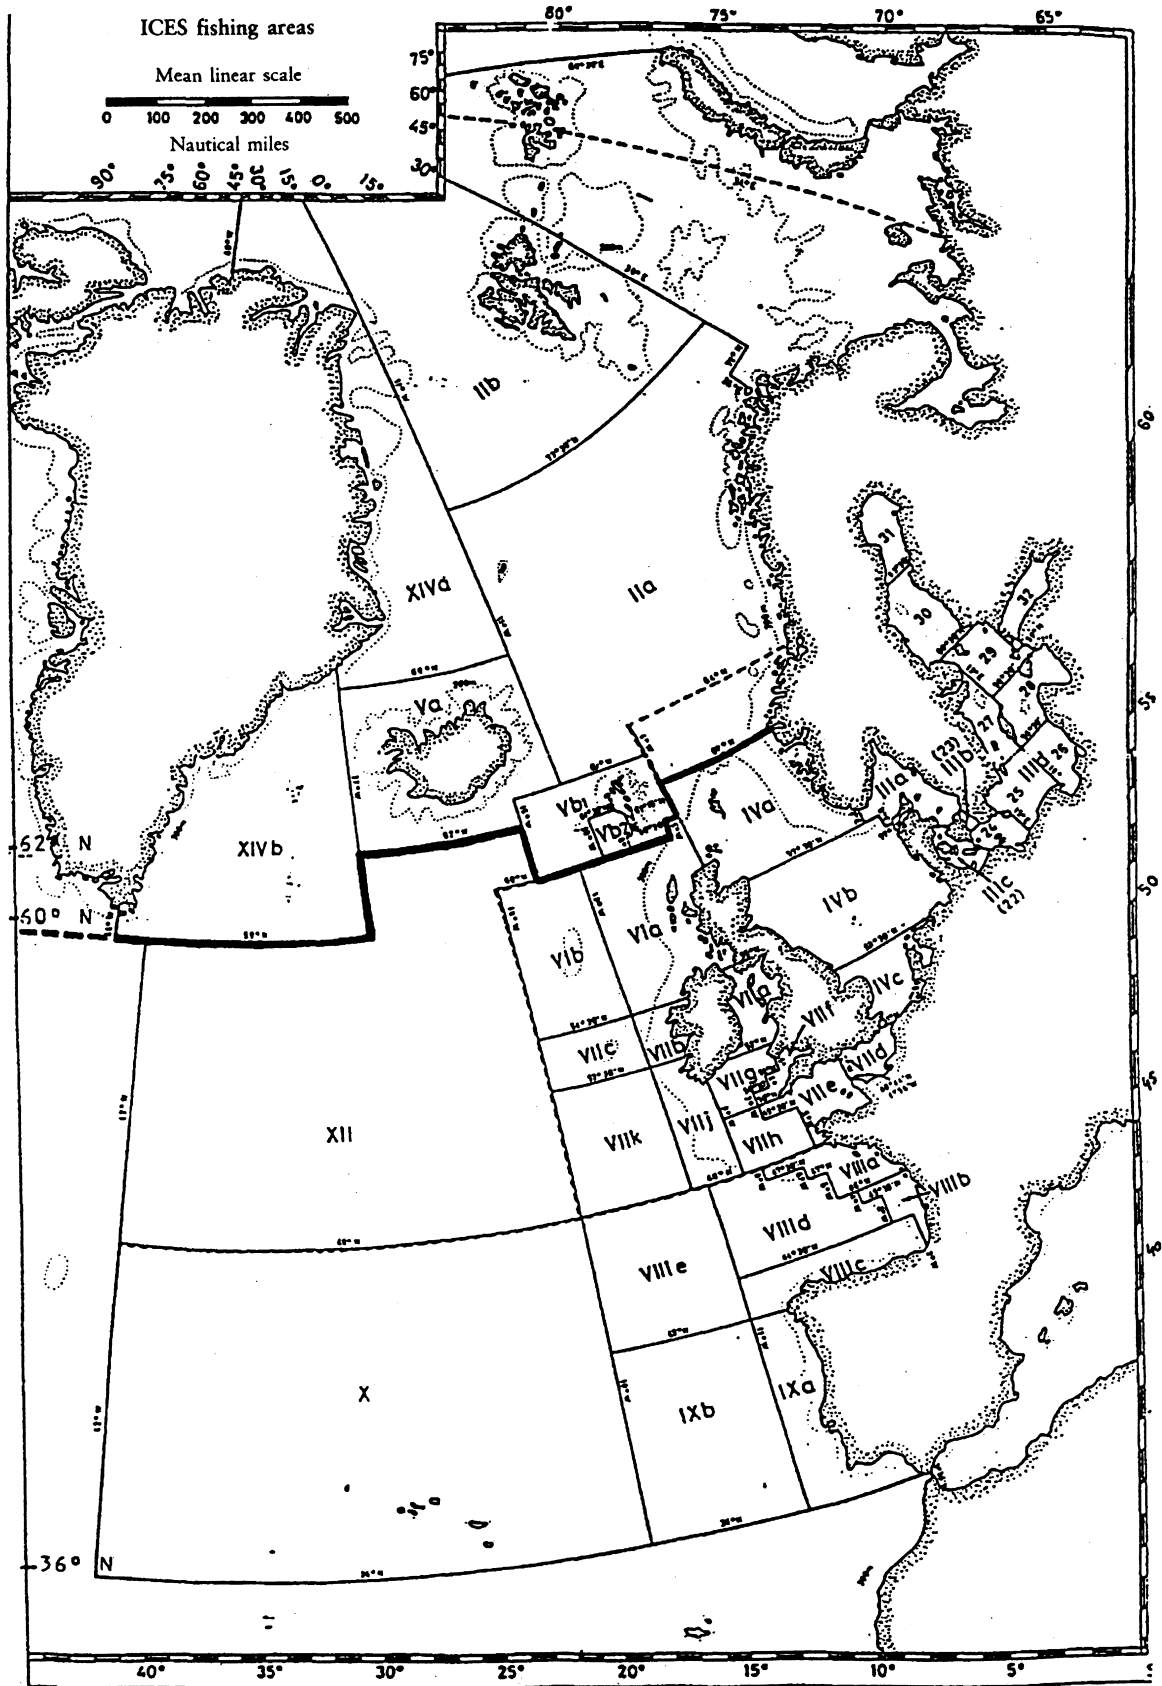 ICES fishing areas
Mean linear scale
0 100 200 300 400 500
Nautical miles
80° 75° 70° 65°
75°
60°
45°
30°
90° 75° 60° 45° 30° 15° 0° 15°
60
55
50
45
40
IIb
IIa
XIVa
Va
XIVb
Vb1
Vb2
IVa
IVb
IVc
IIIa
IIIb
(23)
IIIc
(22)
IIId
24
25
26
27
28
29
30
31
32
62° N
60° N
VIa
VIb
VIIa
VIIb
VIIc
VIId
VIIe
VIIf
VIIg
VIIh
VIIj
VIIk
XII
VIIIa
VIIIb
VIIIc
VIIId
VIIIe
X
IXa
IXb
36° N
40° 35° 30° 25° 20° 15° 10° 5°